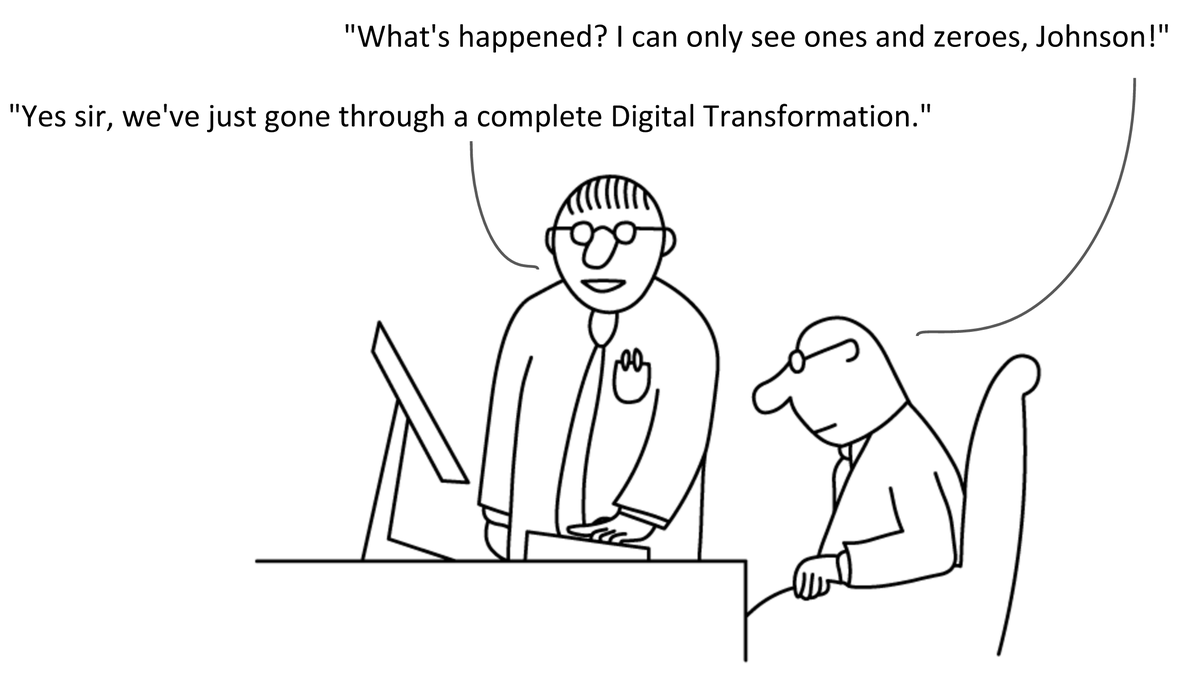 "What's happened? I can only see ones and zeroes, Johnson!"
"Yes sir, we've just gone through a complete Digital Transformation."